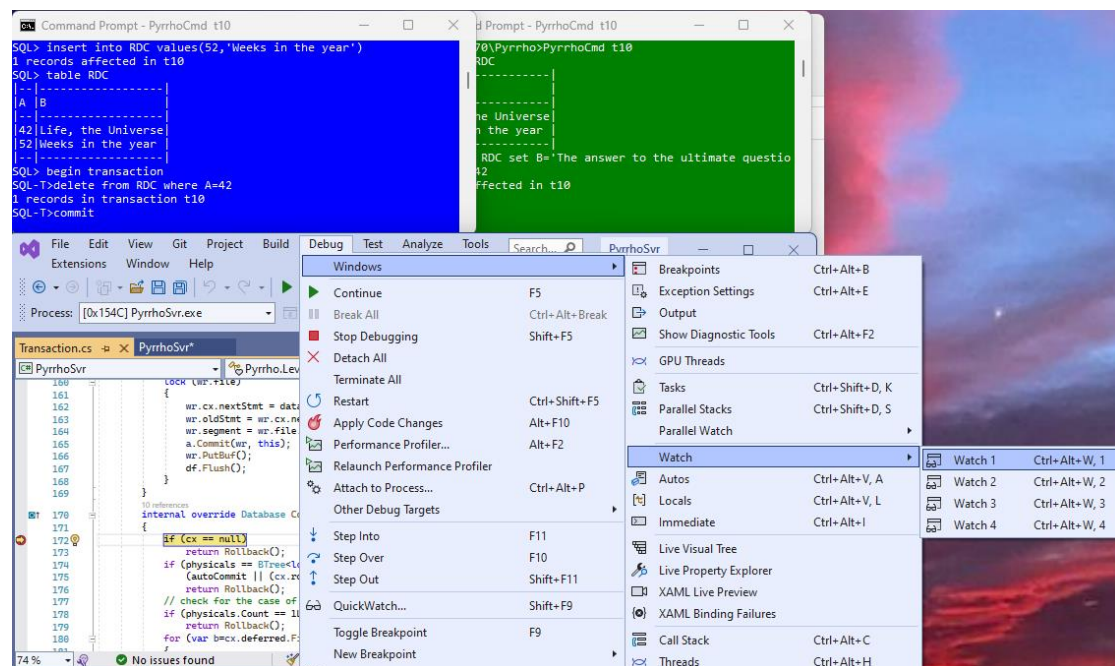 Command Prompt - PyrrhoCmd t10
SQL> insert into RDC values(52,'Weeks in the year')
1 records affected in t10
SQL> table RDC
|--|------------------|
|A |B                 |
|--|------------------|
|42|Life, the Universe|
|52|Weeks in the year |
|--|------------------|
SQL> begin transaction
SQL-T>delete from RDC where A=42
1 records in transaction t10
SQL-T>commit
d Prompt - PyrrhoCmd t10
70\Pyrrho>PyrrhoCmd t10
RDC
------------|
|
------------|
he Universe|
n the year |
------------|
RDC set B='The answer to the ultimate questio
42
ffected in t10
File Edit View Git Project Build Debug Test Analyze Tools Search... PyrrhoSvr
Extensions Window Help
Process: [0x154C] PyrrhoSvr.exe
Transaction.cs PyrrhoSvr*
PyrrhoSvr Pyrrho.Lev
160 lock (wr.file)
161 {
162 wr.cx.nextStmt = data
163 wr.oldStmt = wr.cx.ne
164 wr.segment = wr.file
165 a.Commit(wr, this);
166 wr.PutBuf();
167 df.Flush();
168 }
169 }
10 references
170 internal override Database Co
171 {
172 if (cx == null)
173 return Rollback();
174 if (physicals == BTree<lo
175 (autoCommit || (cx.ro
176 return Rollback();
177 // check for the case of
178 if (physicals.Count == 1L
179 return Rollback();
180 for (var b=cx.deferred.Fi
181 {
74 % No issues found
Windows
Continue F5
Break All Ctrl+Alt+Break
Stop Debugging Shift+F5
Detach All
Terminate All
Restart Ctrl+Shift+F5
Apply Code Changes Alt+F10
Performance Profiler... Alt+F2
Relaunch Performance Profiler
Attach to Process... Ctrl+Alt+P
Other Debug Targets
Step Into F11
Step Over F10
Step Out Shift+F11
QuickWatch... Shift+F9
Toggle Breakpoint F9
New Breakpoint
Breakpoints Ctrl+Alt+B
Exception Settings Ctrl+Alt+E
Output
Show Diagnostic Tools Ctrl+Alt+F2
GPU Threads
Tasks Ctrl+Shift+D, K
Parallel Stacks Ctrl+Shift+D, S
Parallel Watch
Watch
Autos Ctrl+Alt+V, A
Locals Ctrl+Alt+V, L
Immediate Ctrl+Alt+I
Live Visual Tree
Live Property Explorer
XAML Live Preview
XAML Binding Failures
Call Stack Ctrl+Alt+C
Threads Ctrl+Alt+H
Watch 1 Ctrl+Alt+W, 1
Watch 2 Ctrl+Alt+W, 2
Watch 3 Ctrl+Alt+W, 3
Watch 4 Ctrl+Alt+W, 4